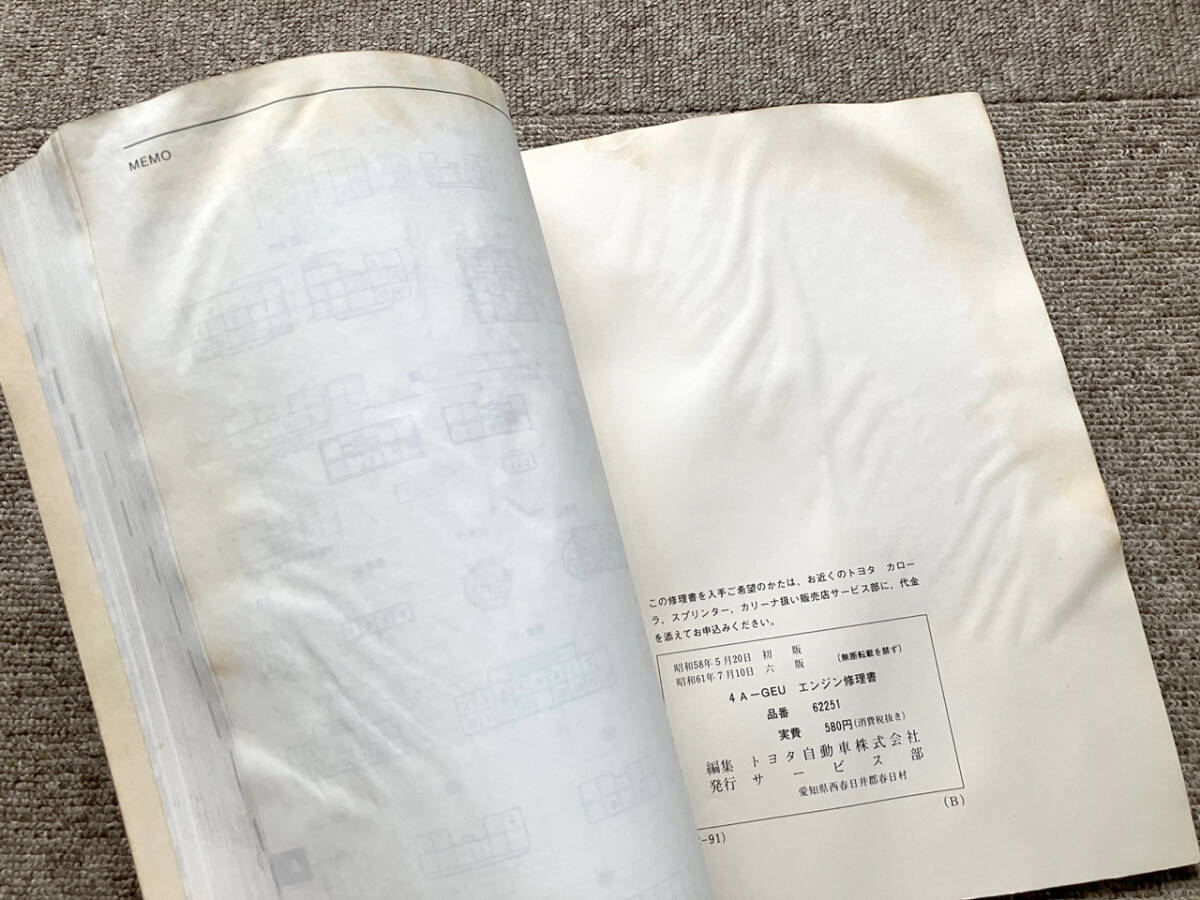 MEMO
この修理書を入手ご希望のかたは、お近くのトヨタ カロー
ラ，スプリンター，カリーナ扱い販売店サービス部に，代金
を添えてお申込みください。
昭和58年5月20日 初 版
昭和61年7月10日 六 版 〔無断転載を禁ず〕
4A－GEU エンジン修理書
品番 62251
実費 580円(消費税抜き)
編集 トヨタ自動車株式会社
発行 サービス部
愛知県西春日井郡春日村
(B)
-91)